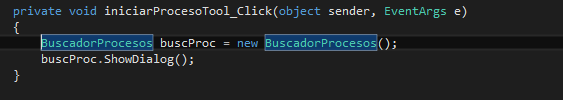 private void iniciarProcesoTool_Click(object sender, EventArgs e)
{
BuscadorProcesos buscProc = new BuscadorProcesos();
buscProc.ShowDialog();
}